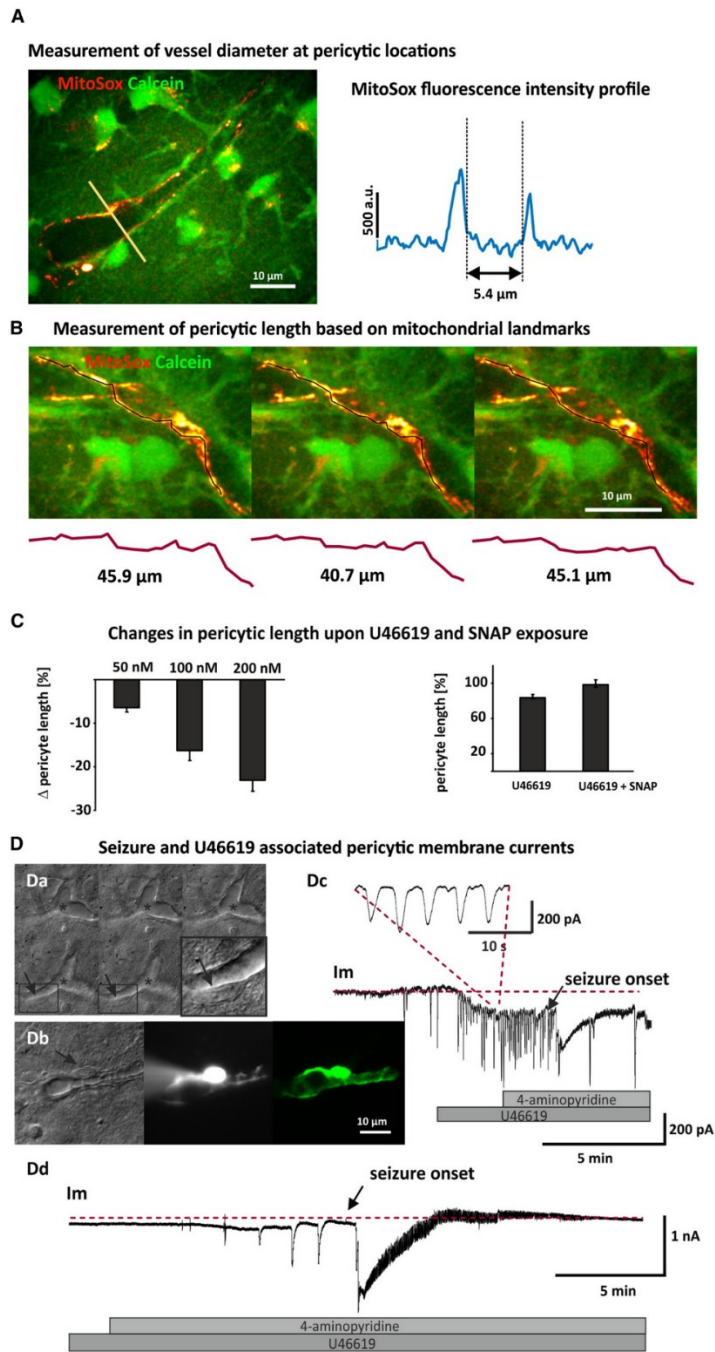 A
Measurement of vessel diameter at pericytic locations
MitoSox Calcein
10 µm
MitoSox fluorescence intensity profile
500 a.u.
5.4 µm
B
Measurement of pericytic length based on mitochondrial landmarks
MitoSox Calcein
10 µm
45.9 µm
40.7 µm
45.1 µm
C
Changes in pericytic length upon U46619 and SNAP exposure
50 nM 100 nM 200 nM
Δ pericyte length [%]
-10
-20
-30
pericyte length [%]
100
60
20
U46619
U46619 + SNAP
D
Seizure and U46619 associated pericytic membrane currents
Da
*
*
*
*
Db
10 µm
Dc
200 pA
10 s
Im
seizure onset
4-aminopyridine
U46619
200 pA
5 min
Dd
Im
seizure onset
1 nA
5 min
4-aminopyridine
U46619